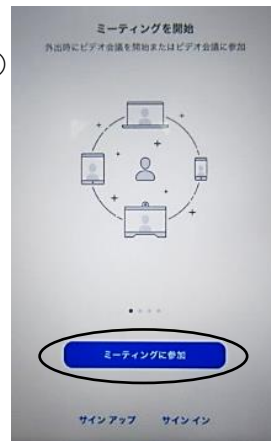 ミーティングを開始
外出時にビデオ会議を開始またはビデオ会議に参加
ミーティングに参加
サインアップ サインイン